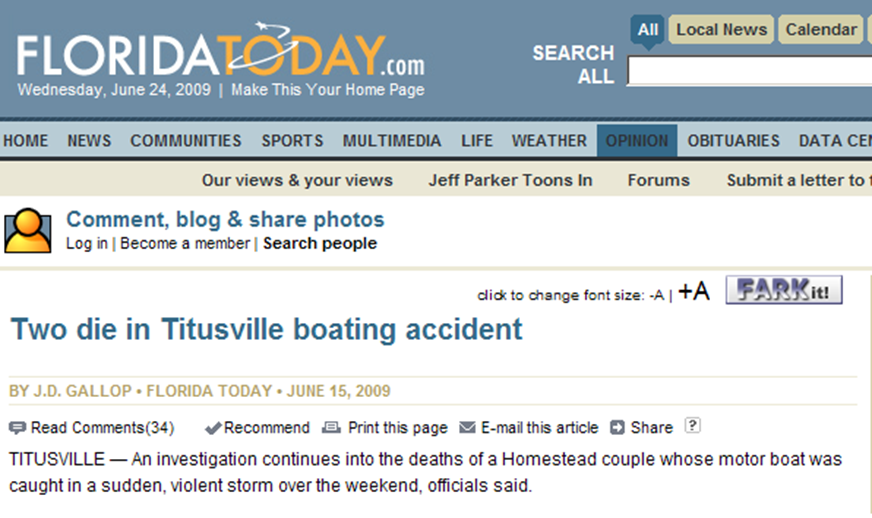 FLORIDATODAY.com
Wednesday, June 24, 2009 | Make This Your Home Page
SEARCH
ALL
All Local News Calendar
HOME NEWS COMMUNITIES SPORTS MULTIMEDIA LIFE WEATHER OPINION OBITUARIES DATA CE
Our views & your views Jeff Parker Toons In Forums Submit a letter to t
Comment, blog & share photos
Log in | Become a member | Search people
click to change font size: -A | +A FARK it!
Two die in Titusville boating accident
BY J.D. GALLOP • FLORIDA TODAY • JUNE 15, 2009
Read Comments(34) Recommend Print this page E-mail this article Share ?
TITUSVILLE — An investigation continues into the deaths of a Homestead couple whose motor boat was
caught in a sudden, violent storm over the weekend, officials said.